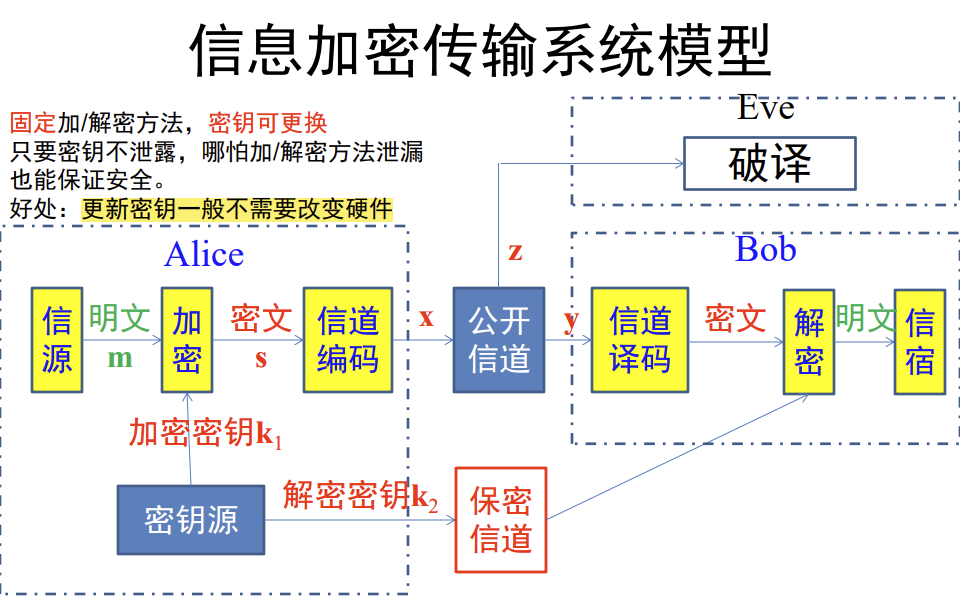 信息加密传输系统模型
固定加/解密方法，密钥可更换
只要密钥不泄露，哪怕加/解密方法泄漏
也能保证安全。
好处：更新密钥一般不需要改变硬件
Eve
破译
Alice
z
Bob
信源
明文
m
加密
密文
s
信道
编码
x
公开
信道
y
信道
译码
密文
解密
明文
信宿
加密密钥k₁
密钥源
解密密钥k₂
保密
信道